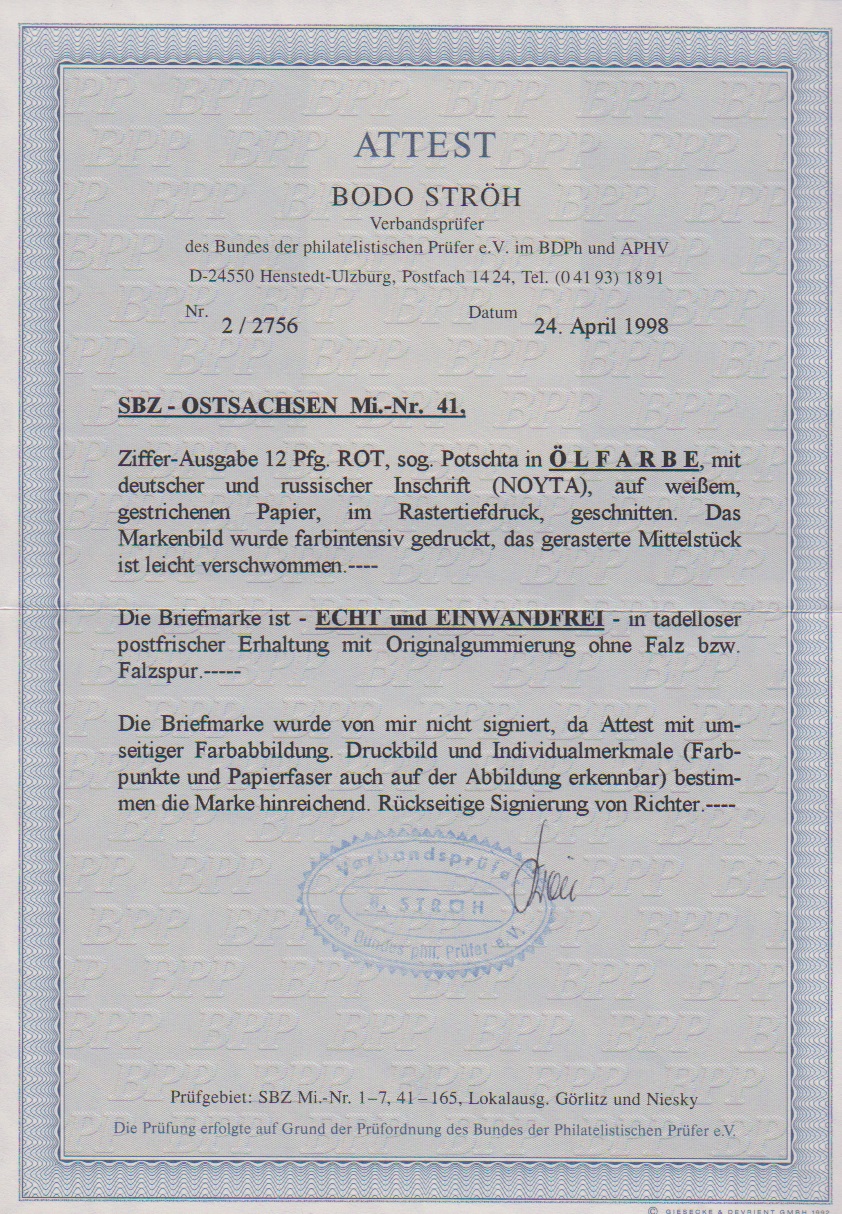 ATTEST
BODO STRÖH
Verbandsprüfer
des Bundes der philatelistischen Prüfer e.V. im BDPh und APHV
D-24550 Henstedt-Ulzburg, Postfach 14 24, Tel. (0 41 93) 18 91
Nr. 2 / 2756 Datum 24. April 1998
SBZ - OSTSACHSEN Mi.-Nr. 41,
Ziffer-Ausgabe 12 Pfg. ROT, sog. Potschta in Ö L F A R B E, mit
deutscher und russischer Inschrift (NOYTA), auf weißem,
gestrichenen Papier, im Rastertiefdruck, geschnitten. Das
Markenbild wurde farbintensiv gedruckt, das gerasterte Mittelstück
ist leicht verschwommen.----
Die Briefmarke ist - ECHT und EINWANDFREI - in tadelloser
postfrischer Erhaltung mit Originalgummierung ohne Falz bzw.
Falzspur.-----
Die Briefmarke wurde von mir nicht signiert, da Attest mit um-
seitiger Farbabbildung. Druckbild und Individualmerkmale (Farb-
punkte und Papierfaser auch auf der Abbildung erkennbar) bestim-
men die Marke hinreichend. Rückseitige Signierung von Richter.----
Verbandsprüfer
B. STRÖH
des Bundes phil. Prüfer e.V.
Prüfgebiet: SBZ Mi.-Nr. 1–7, 41–165, Lokalausg. Görlitz und Niesky
Die Prüfung erfolgte auf Grund der Prüfordnung des Bundes der Philatelistischen Prüfer e.V.
© GIESECKE & DEVRIENT GMBH 1992